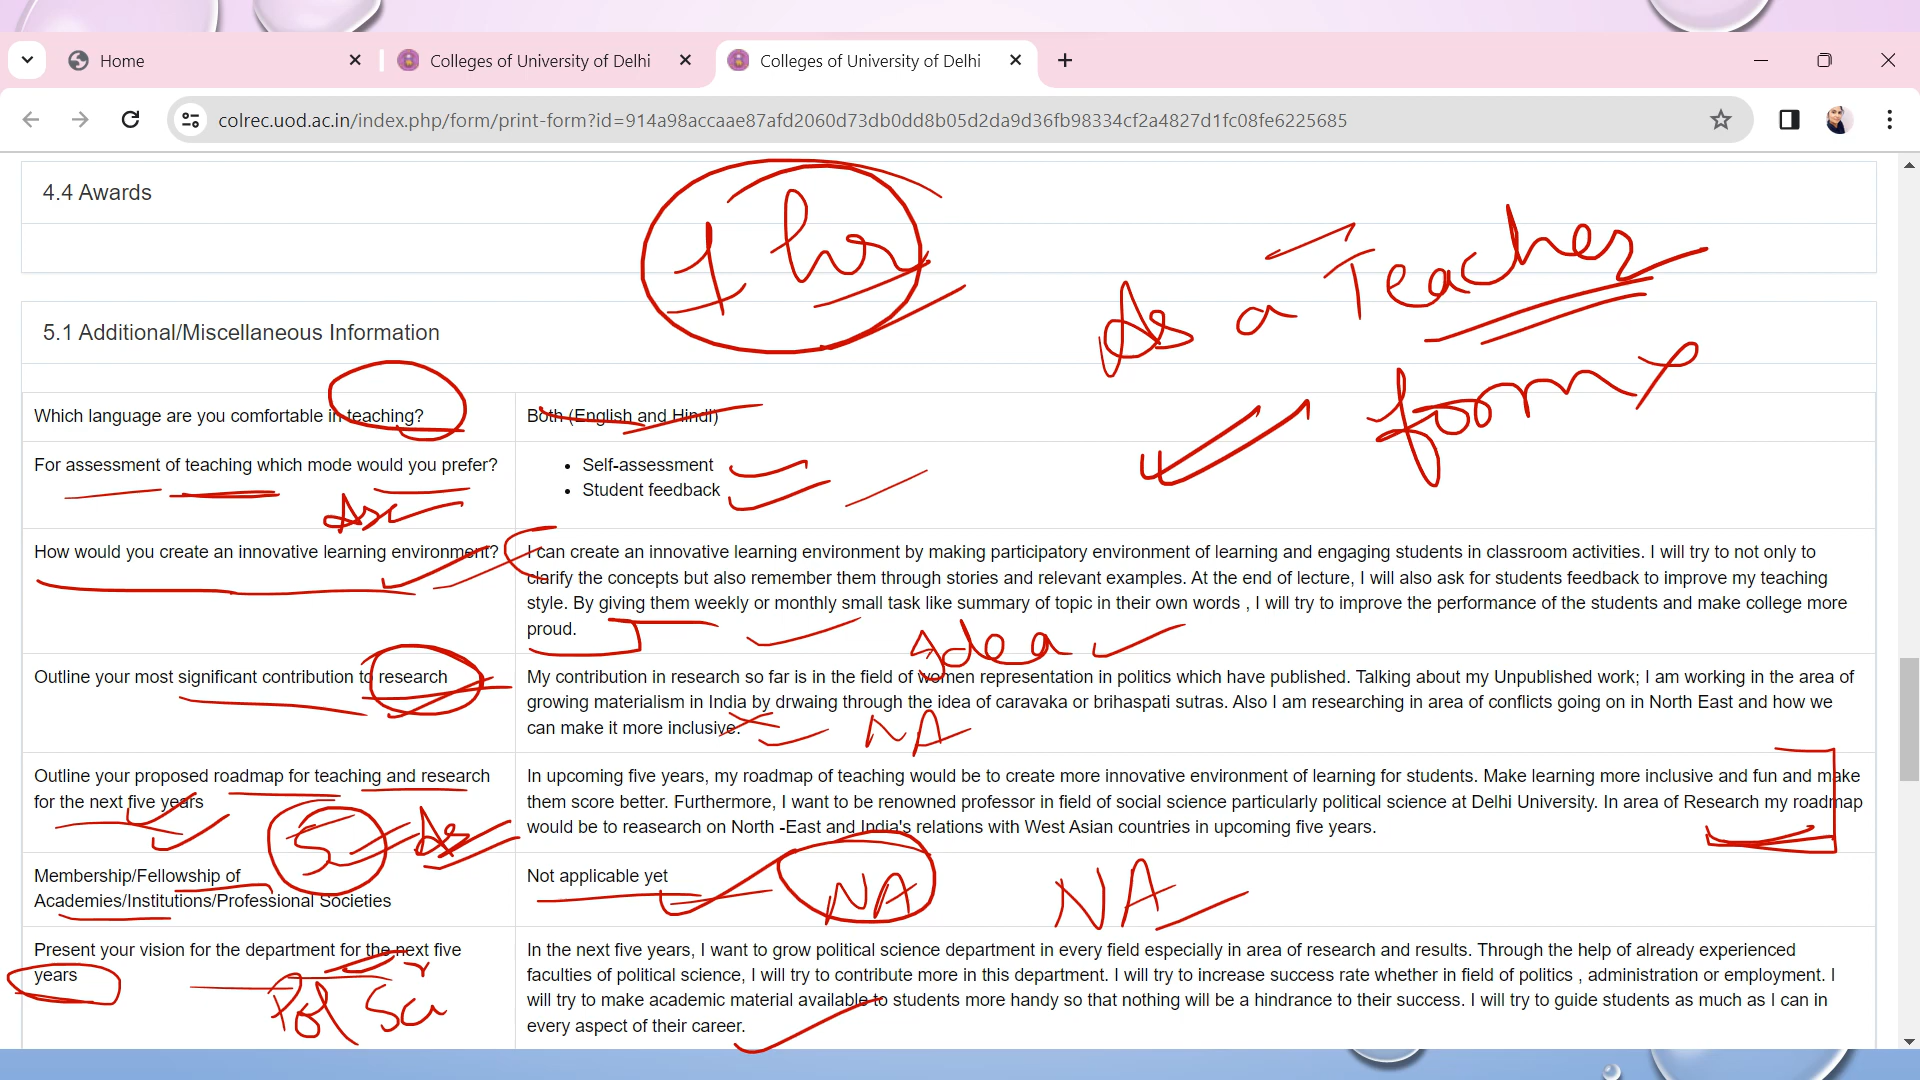 Home
Colleges of University of Delhi
Colleges of University of Delhi
colrec.uod.ac.in/index.php/form/print-form?id=914a98accaae87afd2060d73db0dd8b05d2da9d36fb98334cf2a4827d1fc08fe6225685
4.4 Awards
1 hr
As a Teacher
form
5.1 Additional/Miscellaneous Information
Which language are you comfortable in teaching?
Both (English and Hindi)
For assessment of teaching which mode would you prefer?
• Self-assessment
• Student feedback
How would you create an innovative learning environment?
I can create an innovative learning environment by making participatory environment of learning and engaging students in classroom activities. I will try to not only to
clarify the concepts but also remember them through stories and relevant examples. At the end of lecture, I will also ask for students feedback to improve my teaching
style. By giving them weekly or monthly small task like summary of topic in their own words , I will try to improve the performance of the students and make college more
proud.
Idea
Outline your most significant contribution to research
My contribution in research so far is in the field of women representation in politics which have published. Talking about my Unpublished work; I am working in the area of
growing materialism in India by drwaing through the idea of caravaka or brihaspati sutras. Also I am researching in area of conflicts going on in North East and how we
can make it more inclusive.
NA
Outline your proposed roadmap for teaching and research
for the next five years
5
In upcoming five years, my roadmap of teaching would be to create more innovative environment of learning for students. Make learning more inclusive and fun and make
them score better. Furthermore, I want to be renowned professor in field of social science particularly political science at Delhi University. In area of Research my roadmap
would be to reasearch on North -East and India's relations with West Asian countries in upcoming five years.
Membership/Fellowship of
Academies/Institutions/Professional Societies
Not applicable yet
NA
NA
Present your vision for the department for the next five
years
Pol Sci
In the next five years, I want to grow political science department in every field especially in area of research and results. Through the help of already experienced
faculties of political science, I will try to contribute more in this department. I will try to increase success rate whether in field of politics , administration or employment. I
will try to make academic material available to students more handy so that nothing will be a hindrance to their success. I will try to guide students as much as I can in
every aspect of their career.